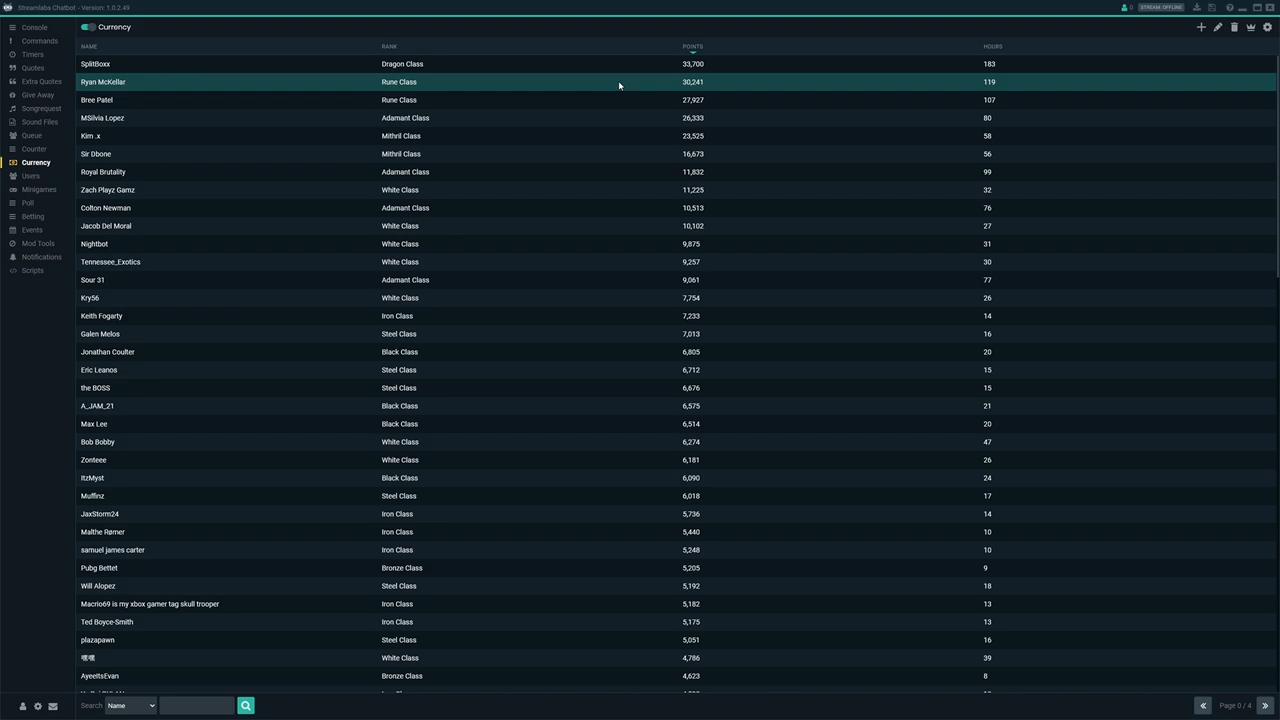 Streamlabs Chatbot - Version: 1.0.2.49
0 STREAM: OFFLINE
Console
Commands
Timers
Quotes
Extra Quotes
Give Away
Songrequest
Sound Files
Queue
Counter
Currency
Users
Minigames
Poll
Betting
Events
Mod Tools
Notifications
Scripts
Currency
NAME RANK POINTS HOURS
SplitBoxx Dragon Class 33,700 183
Ryan McKellar Rune Class 30,241 119
Bree Patel Rune Class 27,927 107
MSilvia Lopez Adamant Class 26,333 80
Kim .x Mithril Class 23,525 58
Sir Dbone Mithril Class 16,673 56
Royal Brutality Adamant Class 11,832 99
Zach Playz Gamz White Class 11,225 32
Colton Newman Adamant Class 10,513 76
Jacob Del Moral White Class 10,102 27
Nightbot White Class 9,875 31
Tennessee_Exotics White Class 9,257 30
Sour 31 Adamant Class 9,061 77
Kry56 White Class 7,754 26
Keith Fogarty Iron Class 7,233 14
Galen Melos Steel Class 7,013 16
Jonathan Coulter Black Class 6,805 20
Eric Leanos Steel Class 6,712 15
the BOSS Steel Class 6,676 15
A_JAM_21 Black Class 6,575 21
Max Lee Black Class 6,514 20
Bob Bobby White Class 6,274 47
Zonteee White Class 6,181 26
ItzMyst Black Class 6,090 24
Muffinz Steel Class 6,018 17
JaxStorm24 Iron Class 5,736 14
Malthe Rømer Iron Class 5,440 10
samuel james carter Iron Class 5,248 10
Pubg Bettet Bronze Class 5,205 9
Will Alopez Steel Class 5,192 18
Macrio69 is my xbox gamer tag skull trooper Iron Class 5,182 13
Ted Boyce-Smith Iron Class 5,175 13
plazapawn Steel Class 5,051 16
White Class 4,786 39
AyeeItsEvan Bronze Class 4,623 8
Search Name Page 0 / 4